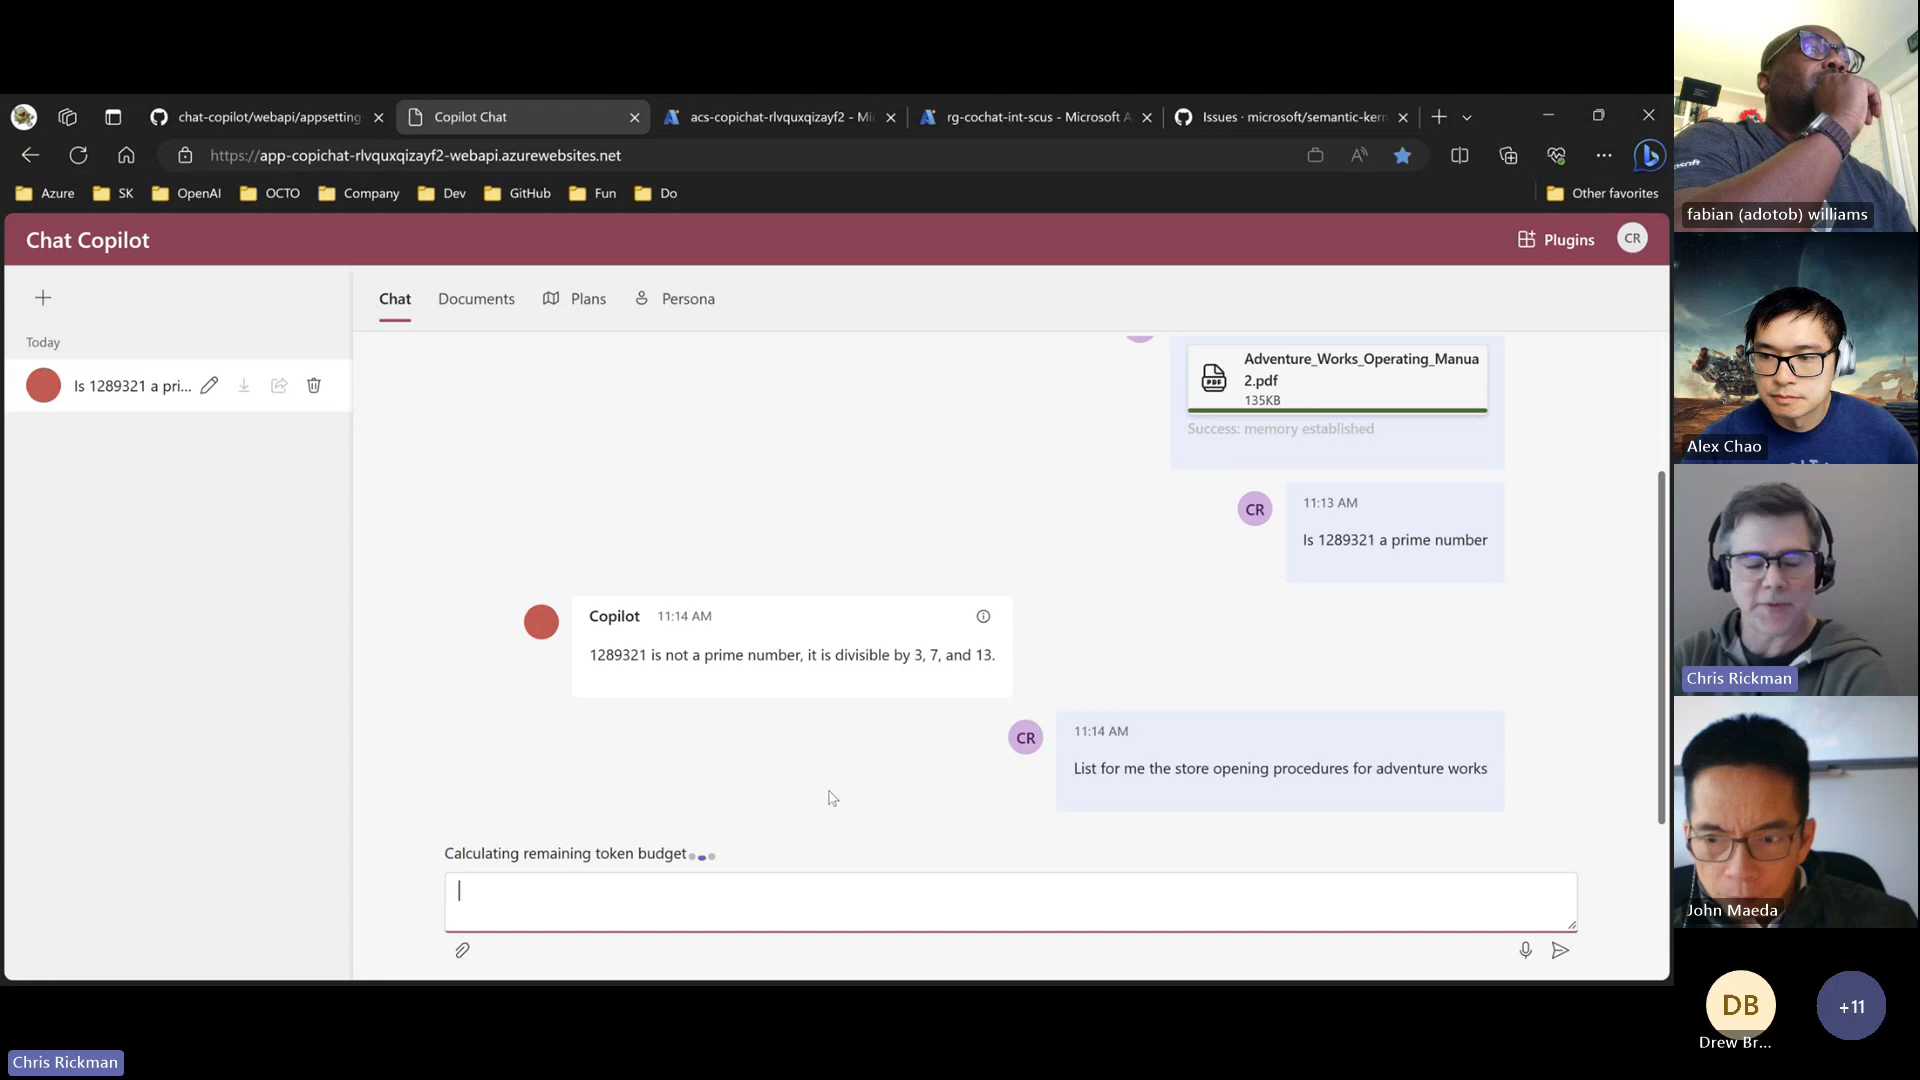 chat-copilot/webapi/appsetting
Copilot Chat
acs-copichat-rlvquxqizayf2 - Mi
rg-cochat-int-scus - Microsoft A
Issues · microsoft/semantic-kern
https://app-copichat-rlvquxqizayf2-webapi.azurewebsites.net
Azure
SK
OpenAI
OCTO
Company
Dev
GitHub
Fun
Do
Other favorites
Chat Copilot
Plugins
CR
Chat
Documents
Plans
Persona
Today
Is 1289321 a pri...
Adventure_Works_Operating_Manua
2.pdf
PDF
135KB
Success: memory established
CR
11:13 AM
Is 1289321 a prime number
Copilot 11:14 AM
1289321 is not a prime number, it is divisible by 3, 7, and 13.
CR
11:14 AM
List for me the store opening procedures for adventure works
Calculating remaining token budget
fabian (adotob) williams
Alex Chao
Chris Rickman
John Maeda
DB
Drew Br...
+11
Chris Rickman